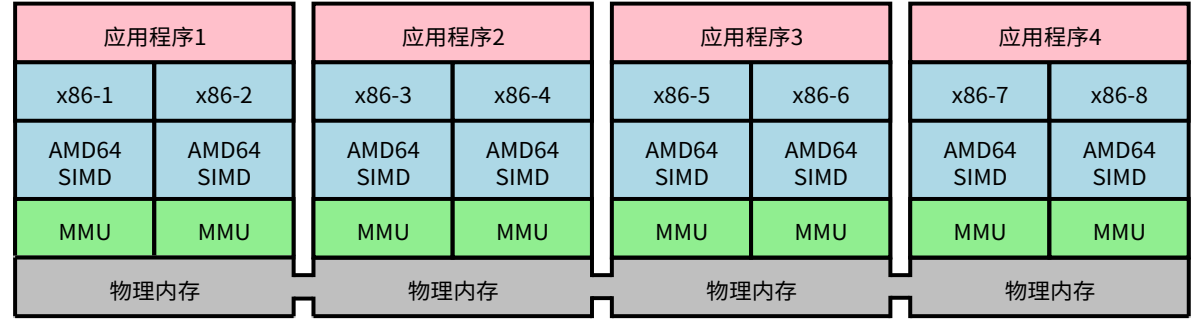 应用程序1 应用程序2 应用程序3 应用程序4
x86-1 x86-2 x86-3 x86-4 x86-5 x86-6 x86-7 x86-8
AMD64 AMD64 AMD64 AMD64 AMD64 AMD64 AMD64 AMD64
SIMD SIMD SIMD SIMD SIMD SIMD SIMD SIMD
MMU MMU MMU MMU MMU MMU MMU MMU
物理内存 物理内存 物理内存 物理内存